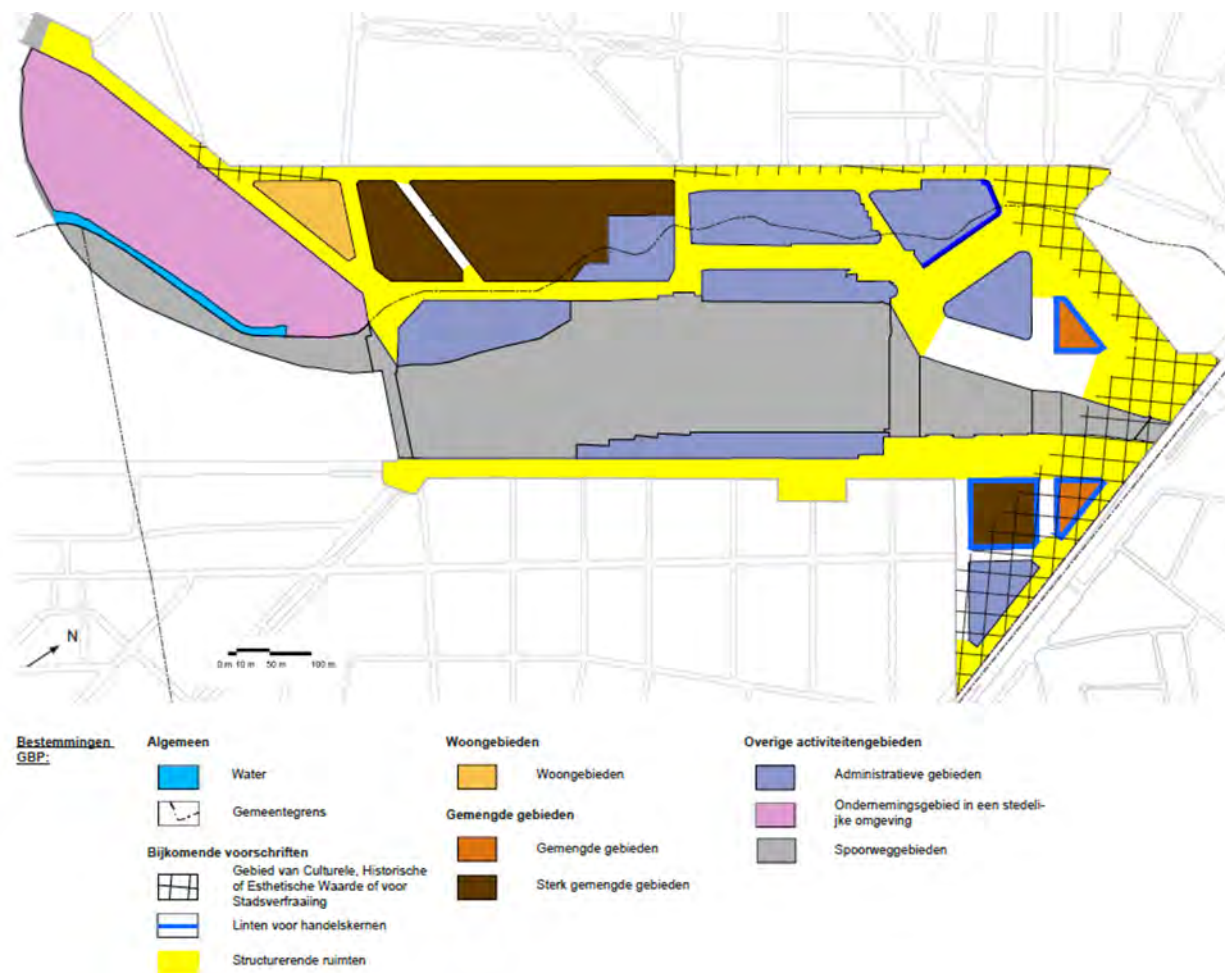 N
0 m 10 m 50 m 100 m.
Bestemmingen
GBP:
Algemeen
Water
Gemeentegrens
Bijkomende voorschriften
Gebied van Culturele, Historische
of Esthetische Waarde of voor
Stadsverfraaiing
Linten voor handelskernen
Structurerende ruimten
Woongebieden
Woongebieden
Gemengde gebieden
Gemengde gebieden
Sterk gemengde gebieden
Overige activiteitengebieden
Administratieve gebieden
Ondernemingsgebied in een stedeli-
jke omgeving
Spoorweggebieden